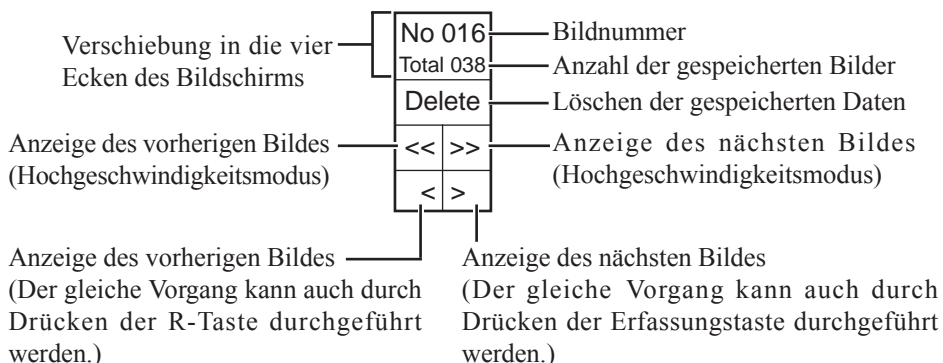 Verschiebung in die vier
Ecken des Bildschirms
No 016
Bildnummer
Total 038
Anzahl der gespeicherten Bilder
Delete
Löschen der gespeicherten Daten
Anzeige des vorherigen Bildes
(Hochgeschwindigkeitsmodus)
<< >>
Anzeige des nächsten Bildes
(Hochgeschwindigkeitsmodus)
< >
Anzeige des vorherigen Bildes
(Der gleiche Vorgang kann auch durch
Drücken der R-Taste durchgeführt
werden.)
Anzeige des nächsten Bildes
(Der gleiche Vorgang kann auch durch
Drücken der Erfassungstaste durchgeführt
werden.)